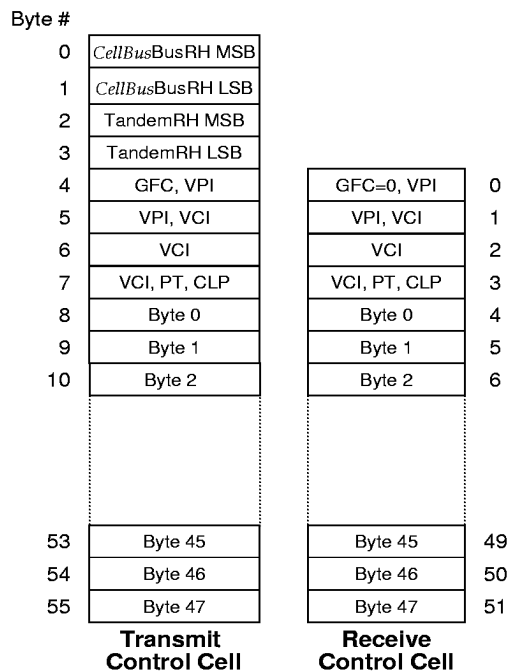 Byte #
0 CellBusBusRH MSB
1 CellBusBusRH LSB
2 TandemRH MSB
3 TandemRH LSB
4 GFC, VPI GFC=0, VPI 0
5 VPI, VCI VPI, VCI 1
6 VCI VCI 2
7 VCI, PT, CLP VCI, PT, CLP 3
8 Byte 0 Byte 0 4
9 Byte 1 Byte 1 5
10 Byte 2 Byte 2 6
53 Byte 45 Byte 45 49
54 Byte 46 Byte 46 50
55 Byte 47 Byte 47 51
Transmit Receive
Control Cell Control Cell